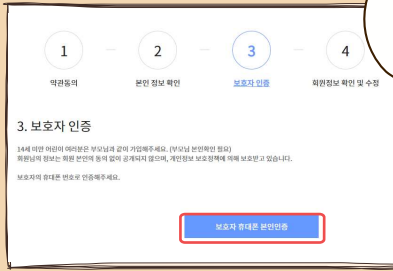 1
2
3
4
약관동의
본인 정보 확인
보호자 인증
회원정보 확인 및 수정
3. 보호자 인증
14세 미만 어린이 여러분은 부모님과 같이 가입해주세요. (부모님 본인확인 필요)
회원님의 정보는 회원 본인의 동의 없이 공개되지 않으며, 개인정보 보호정책에 의해 보호받고 있습니다.
보호자의 휴대폰 번호로 인증해주세요.
보호자 휴대폰 본인인증